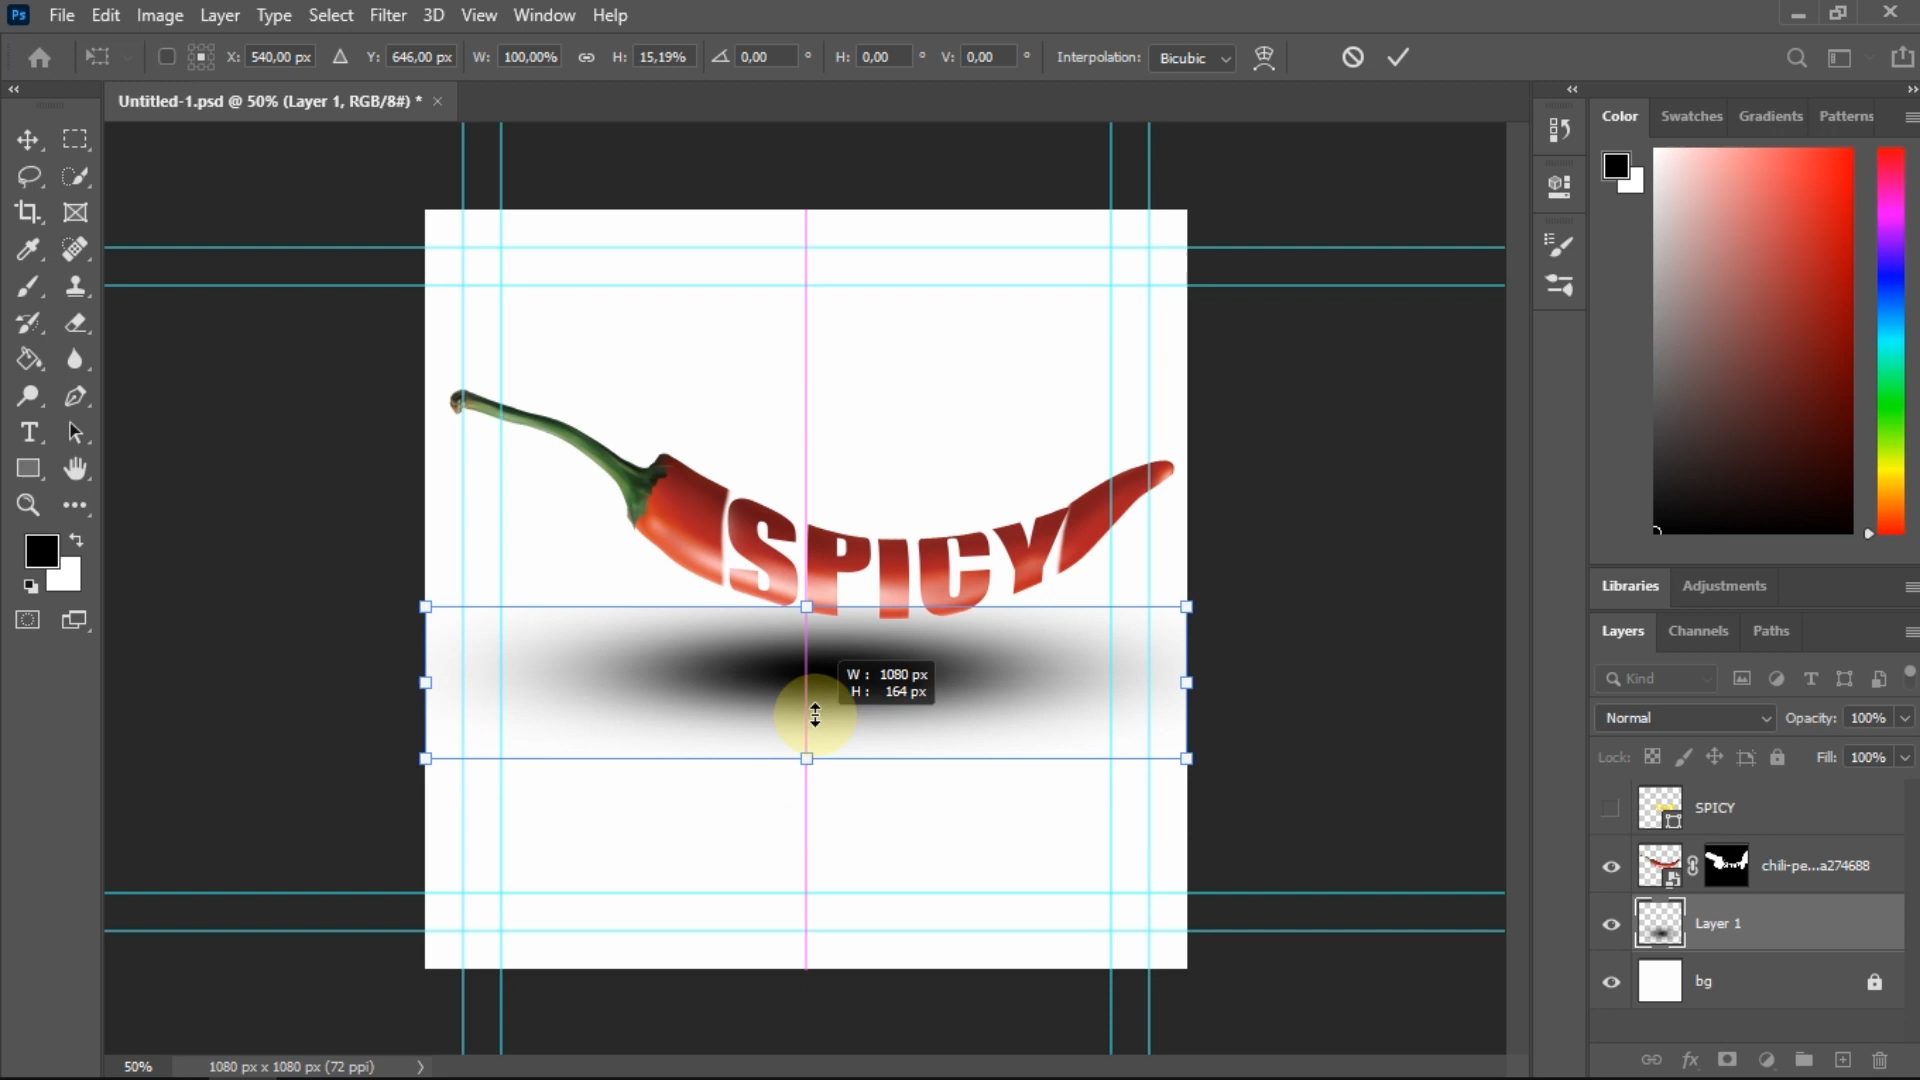 Ps File Edit Image Layer Type Select Filter 3D View Window Help
X: 540,00 px Y: 646,00 px W: 100,00% H: 15,19% 0,00 ° H: 0,00 ° V: 0,00 ° Interpolation: Bicubic
Untitled-1.psd @ 50% (Layer 1, RGB/8#) * ×
Color Swatches Gradients Patterns
SPICY
W : 1080 px
H : 164 px
Libraries Adjustments
Layers Channels Paths
Kind
Normal Opacity: 100%
Lock: Fill: 100%
SPICY
chili-pe...a274688
Layer 1
bg
fx
50% 1080 px x 1080 px (72 ppi)